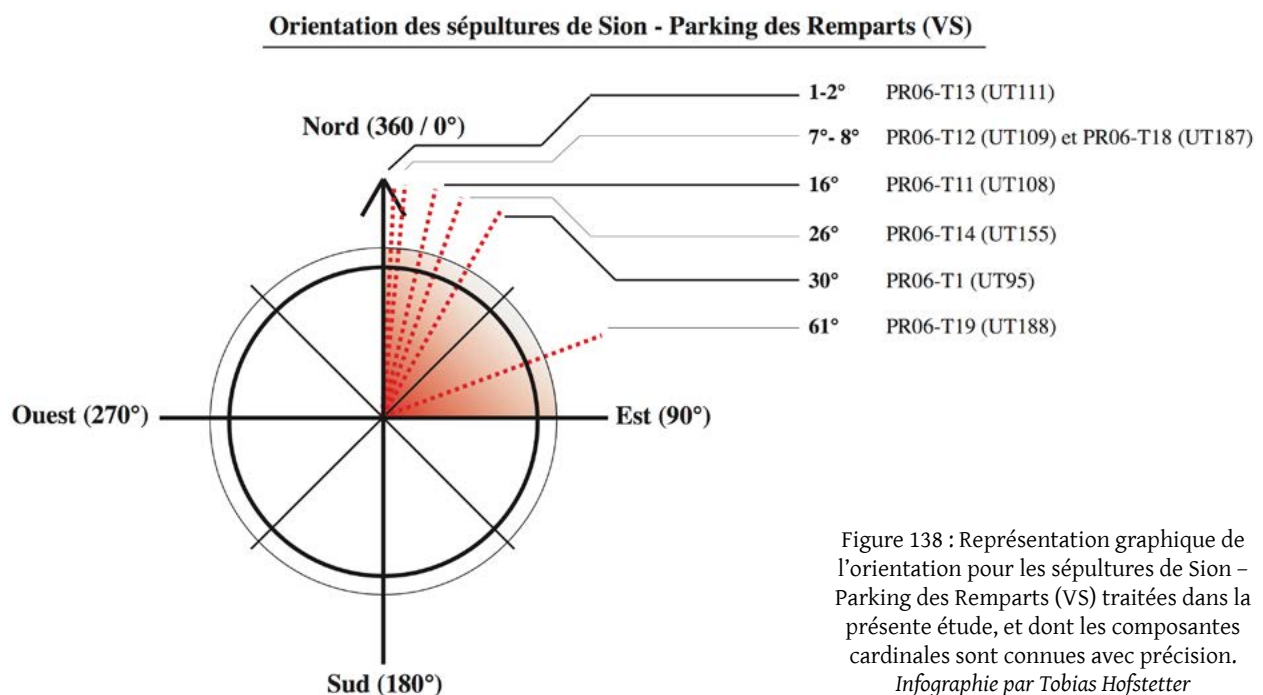 Orientation des sépultures de Sion - Parking des Remparts (VS)
Nord (360 / 0°)
1-2° PR06-T13 (UT111)
7°- 8° PR06-T12 (UT109) et PR06-T18 (UT187)
16° PR06-T11 (UT108)
26° PR06-T14 (UT155)
30° PR06-T1 (UT95)
61° PR06-T19 (UT188)
Ouest (270°)
Est (90°)
Sud (180°)
Figure 138 : Représentation graphique de
l’orientation pour les sépultures de Sion –
Parking des Remparts (VS) traitées dans la
présente étude, et dont les composantes
cardinales sont connues avec précision.
Infographie par Tobias Hofstetter